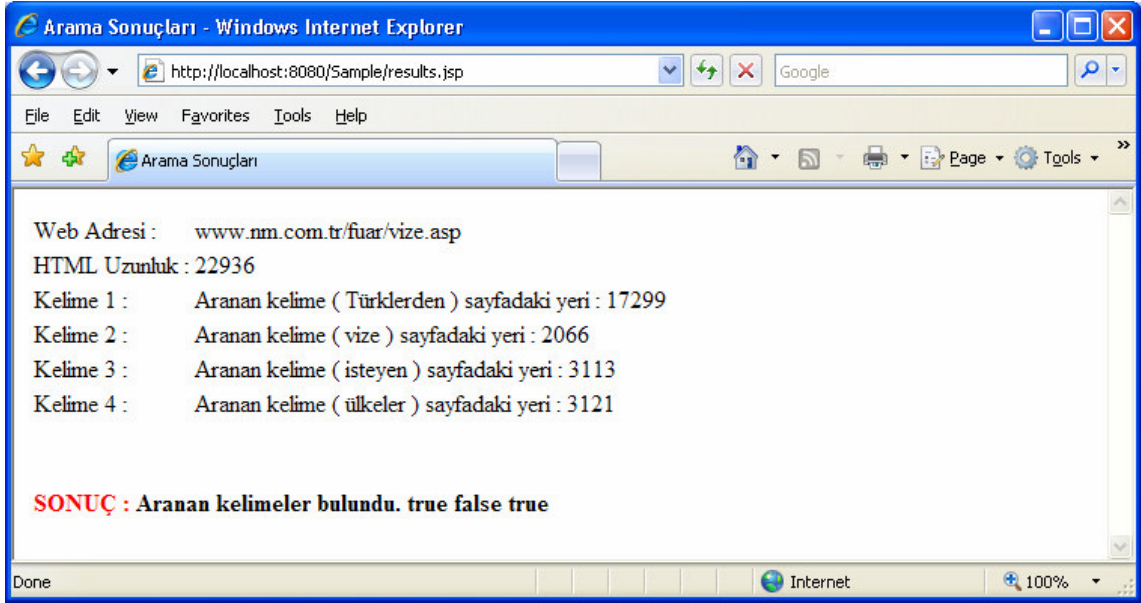 Arama Sonuçları - Windows Internet Explorer
http://localhost:8080/Sample/results.jsp
Google
File Edit View Favorites Tools Help
Arama Sonuçları
Page Tools
Web Adresi : www.nm.com.tr/fuar/vize.asp
HTML Uzunluk : 22936
Kelime 1 : Aranan kelime ( Türklerden ) sayfadaki yeri : 17299
Kelime 2 : Aranan kelime ( vize ) sayfadaki yeri : 2066
Kelime 3 : Aranan kelime ( isteyen ) sayfadaki yeri : 3113
Kelime 4 : Aranan kelime ( ülkeler ) sayfadaki yeri : 3121
SONUÇ : Aranan kelimeler bulundu. true false true
Done Internet 100%